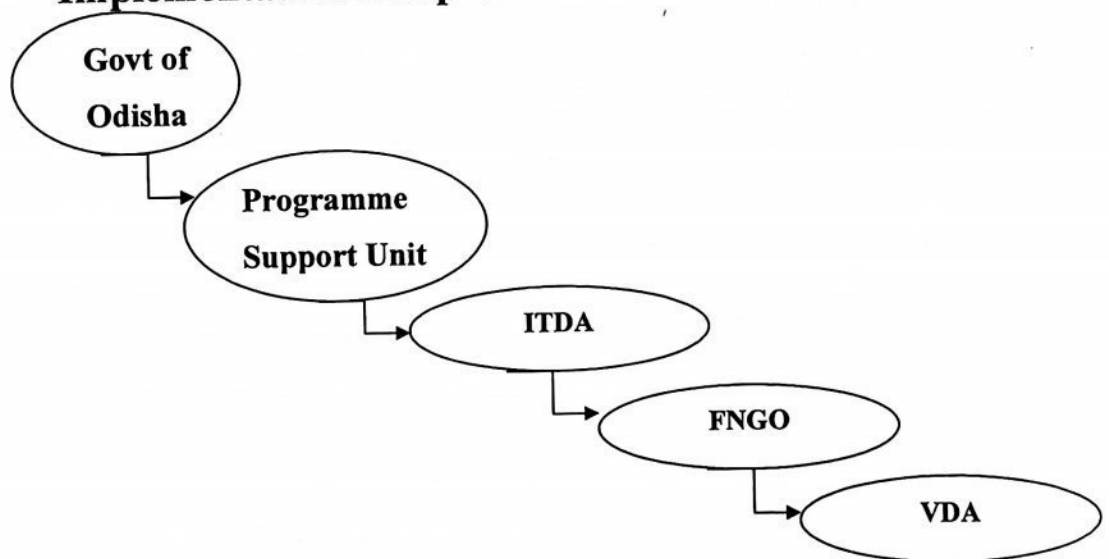 Govt of
Odisha
Programme
Support Unit
ITDA
FNGO
VDA